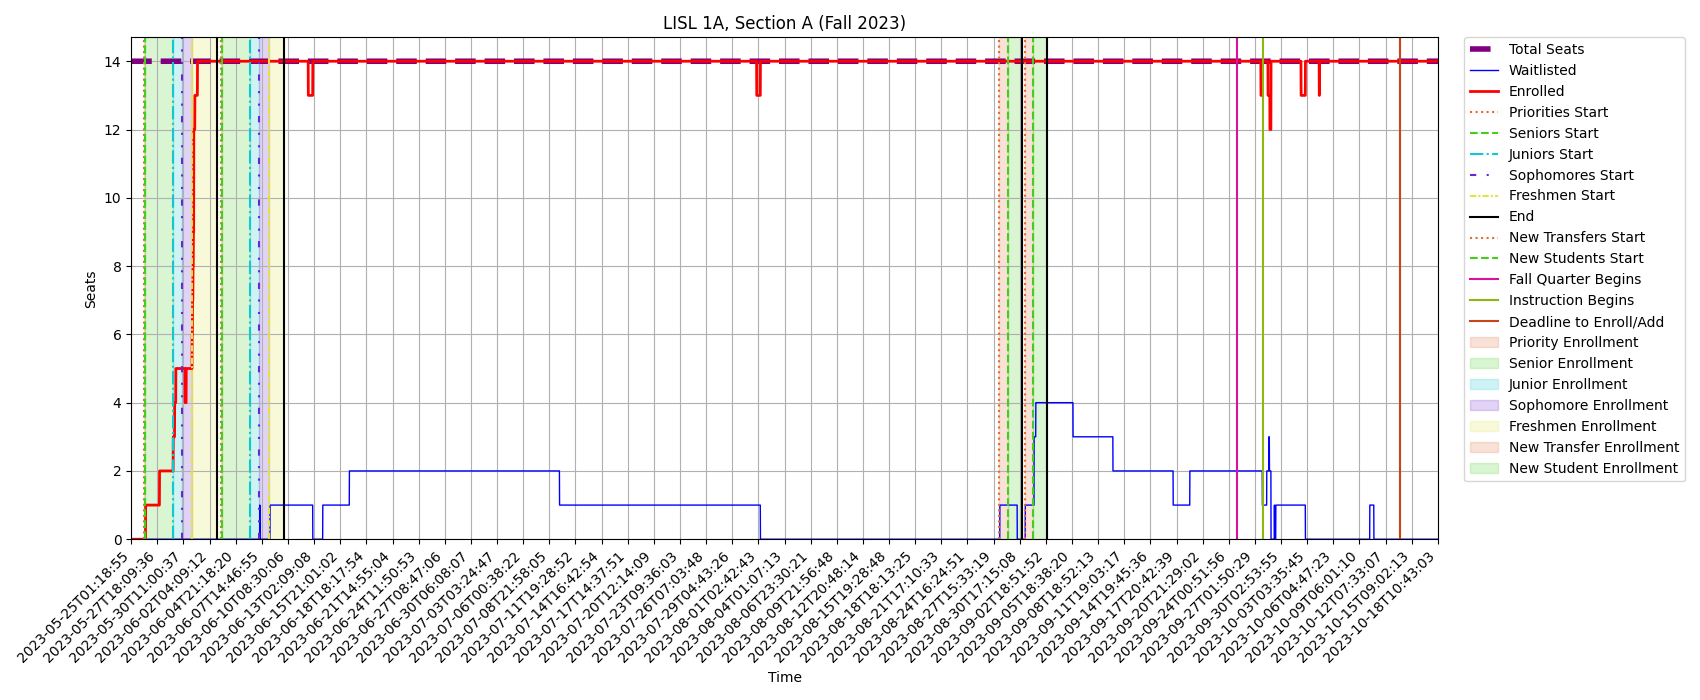 LISL 1A, Section A (Fall 2023)
Seats
14
12
10
8
6
4
2
0
2023-05-25T01:18:55
2023-05-27T18:09:36
2023-05-30T11:00:37
2023-06-02T04:09:12
2023-06-04T21:18:20
2023-06-07T14:46:55
2023-06-10T08:30:06
2023-06-13T02:09:08
2023-06-15T21:01:02
2023-06-18T18:17:54
2023-06-21T14:55:04
2023-06-24T11:50:53
2023-06-27T08:47:06
2023-06-30T06:08:07
2023-07-03T03:24:47
2023-07-06T00:38:22
2023-07-08T21:58:05
2023-07-11T19:28:52
2023-07-14T16:42:54
2023-07-17T14:37:51
2023-07-20T12:14:09
2023-07-23T09:36:03
2023-07-26T07:03:48
2023-07-29T04:43:26
2023-08-01T02:42:43
2023-08-04T01:07:13
2023-08-06T23:30:21
2023-08-09T21:56:48
2023-08-12T20:48:14
2023-08-15T19:28:48
2023-08-18T18:13:25
2023-08-21T17:10:33
2023-08-24T16:24:51
2023-08-27T15:33:19
2023-08-30T17:15:08
2023-09-02T18:51:52
2023-09-05T18:38:20
2023-09-08T18:52:13
2023-09-11T19:03:17
2023-09-14T19:45:36
2023-09-17T20:42:39
2023-09-20T21:29:02
2023-09-24T00:51:56
2023-09-27T01:50:29
2023-09-30T02:53:55
2023-10-03T03:35:45
2023-10-06T04:47:23
2023-10-09T06:01:10
2023-10-12T07:33:07
2023-10-15T09:02:13
2023-10-18T10:43:03
Time
Total Seats
Waitlisted
Enrolled
Priorities Start
Seniors Start
Juniors Start
Sophomores Start
Freshmen Start
End
New Transfers Start
New Students Start
Fall Quarter Begins
Instruction Begins
Deadline to Enroll/Add
Priority Enrollment
Senior Enrollment
Junior Enrollment
Sophomore Enrollment
Freshmen Enrollment
New Transfer Enrollment
New Student Enrollment